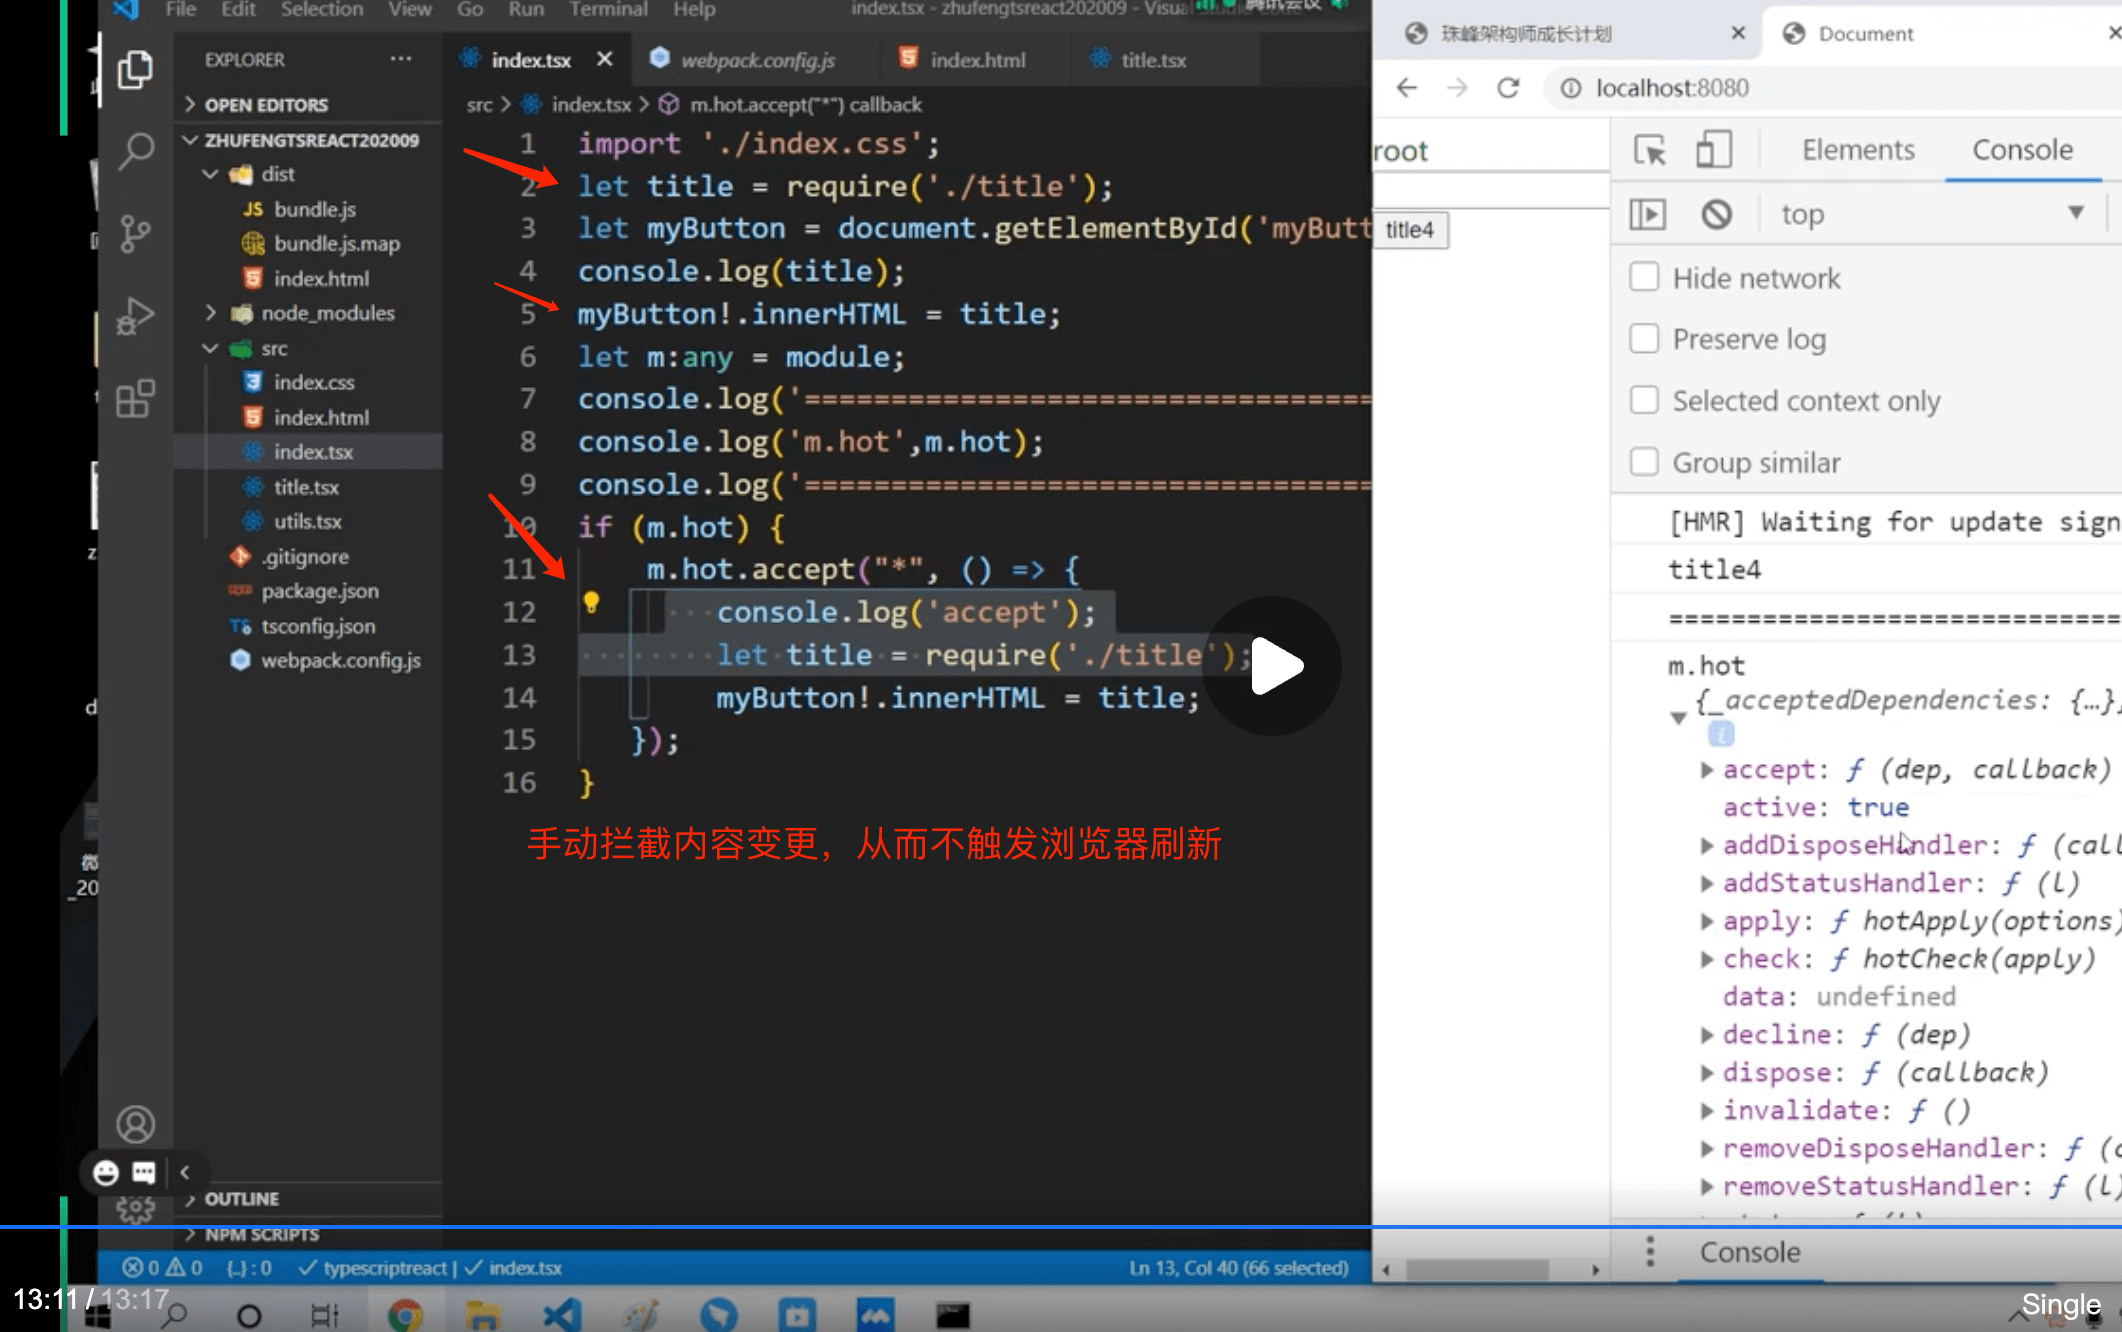 File Edit Selection View Go Run Terminal Help
index.tsx - zhufengtsreact202009 - Visual Studio Code
腾讯会议
EXPLORER ···
OPEN EDITORS
ZHUFENGTSREACT202009
dist
JS bundle.js
bundle.js.map
index.html
node_modules
src
index.css
index.html
index.tsx
title.tsx
utils.tsx
.gitignore
package.json
TS tsconfig.json
webpack.config.js
OUTLINE
NPM SCRIPTS
index.tsx
webpack.config.js
index.html
title.tsx
src > index.tsx > m.hot.accept("*") callback
1 import './index.css';
2 let title = require('./title');
3 let myButton = document.getElementById('myButt
4 console.log(title);
5 myButton!.innerHTML = title;
6 let m:any = module;
7 console.log('=================================
8 console.log('m.hot',m.hot);
9 console.log('=================================
10 if (m.hot) {
11 m.hot.accept("*", () => {
12 console.log('accept');
13 let title = require('./title');
14 myButton!.innerHTML = title;
15 });
16 }
手动拦截内容变更，从而不触发浏览器刷新
0 0 {..} : 0 typescriptreact | index.tsx
Ln 13, Col 40 (66 selected)
珠峰架构师成长计划
Document
localhost:8080
root
title4
Elements Console
top
Hide network
Preserve log
Selected context only
Group similar
[HMR] Waiting for update sign
title4
=============================
m.hot
{_acceptedDependencies: {…},
i
accept: ƒ (dep, callback)
active: true
addDisposeHandler: ƒ (call
addStatusHandler: ƒ (l)
apply: ƒ hotApply(options)
check: ƒ hotCheck(apply)
data: undefined
decline: ƒ (dep)
dispose: ƒ (callback)
invalidate: ƒ ()
removeDisposeHandler: ƒ (c
removeStatusHandler: ƒ (l)
Console
z
d
微
_20
13:11 / 13:17
Single